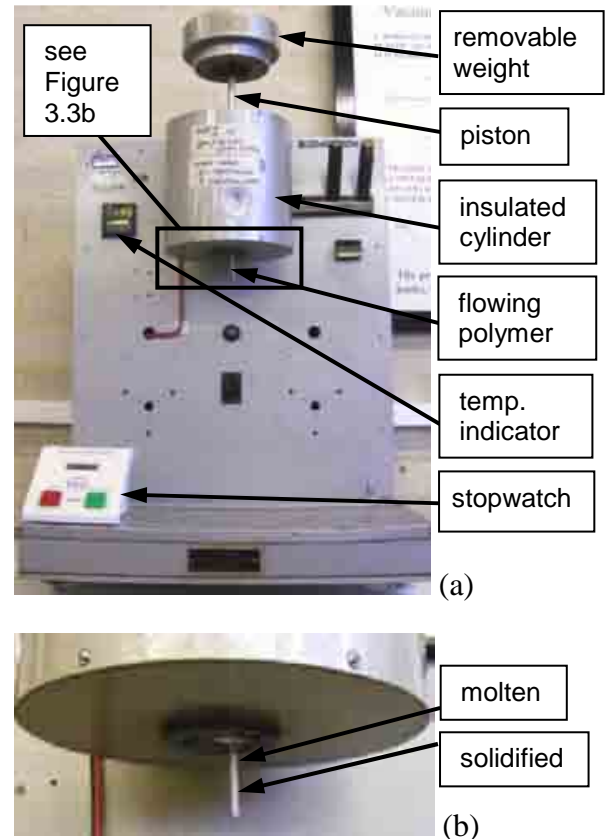 see
Figure
3.3b
removable
weight
piston
insulated
cylinder
flowing
polymer
temp.
indicator
stopwatch
(a)
molten
solidified
(b)